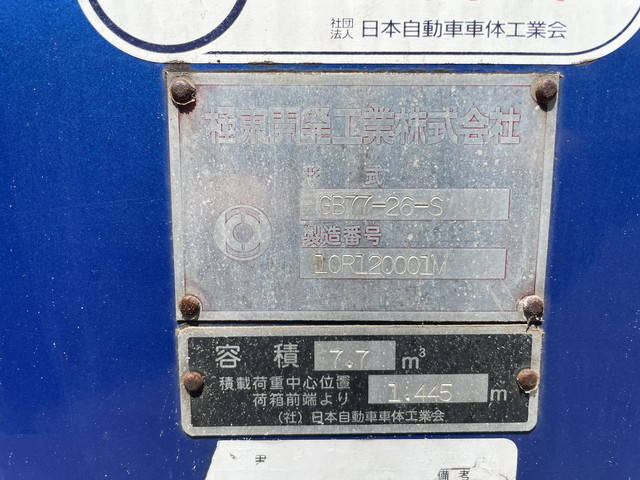 社団
法人 日本自動車車体工業会
極東開発工業株式会社
形 式
GB77-26-S
製造番号
10R120001M
容 積 7.7 m³
積載荷重中心位置
荷箱前端より 1.445 m
(社)日本自動車車体工業会
備考